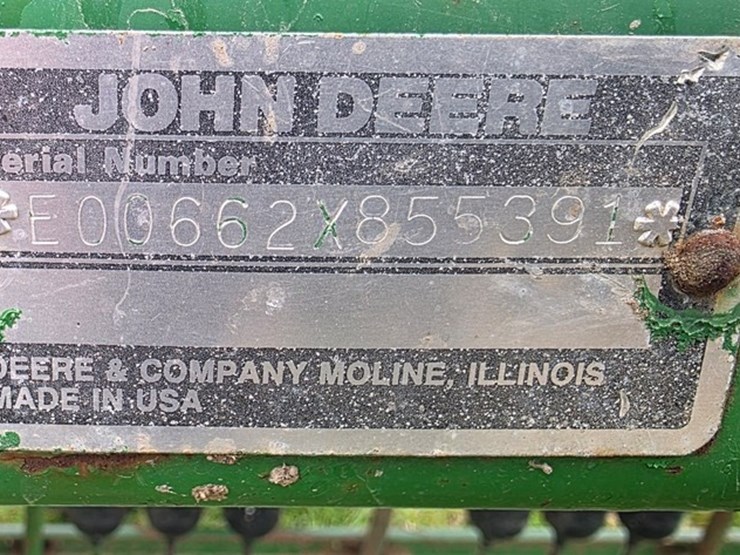 JOHN DEERE
erial Number
*E00662X855391*
DEERE & COMPANY MOLINE, ILLINOIS
MADE IN USA